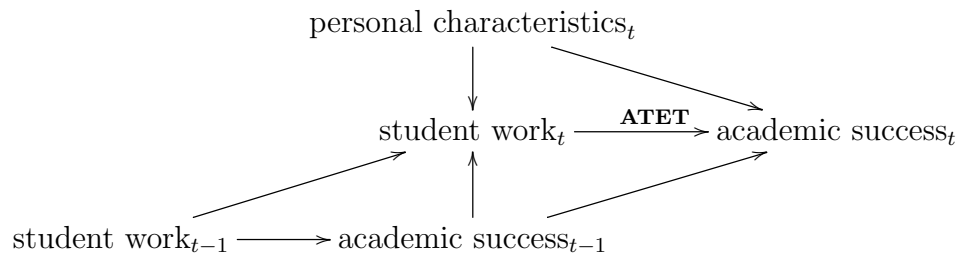 personal characteristics_t
ATET
student work_t academic success_t
student work_{t−1} academic success_{t−1}